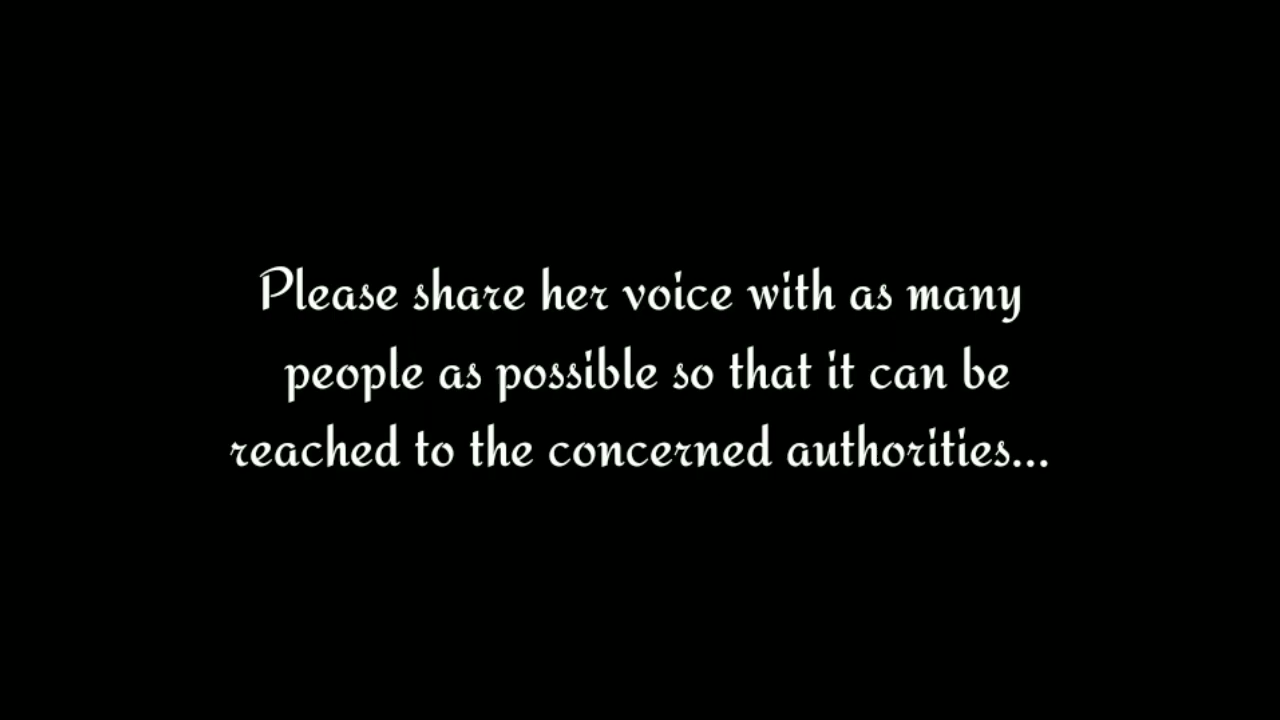 Please share her voice with as many
people as possible so that it can be
reached to the concerned authorities...